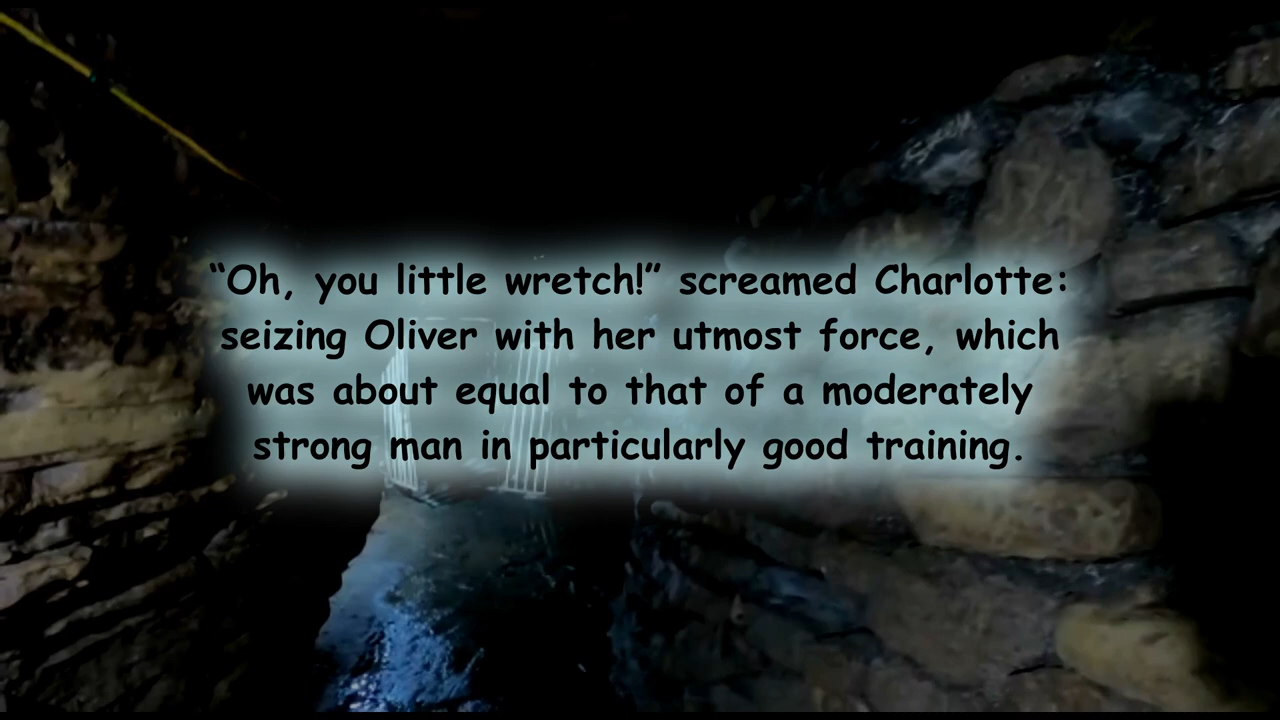 “Oh, you little wretch!” screamed Charlotte:
seizing Oliver with her utmost force, which
was about equal to that of a moderately
strong man in particularly good training.